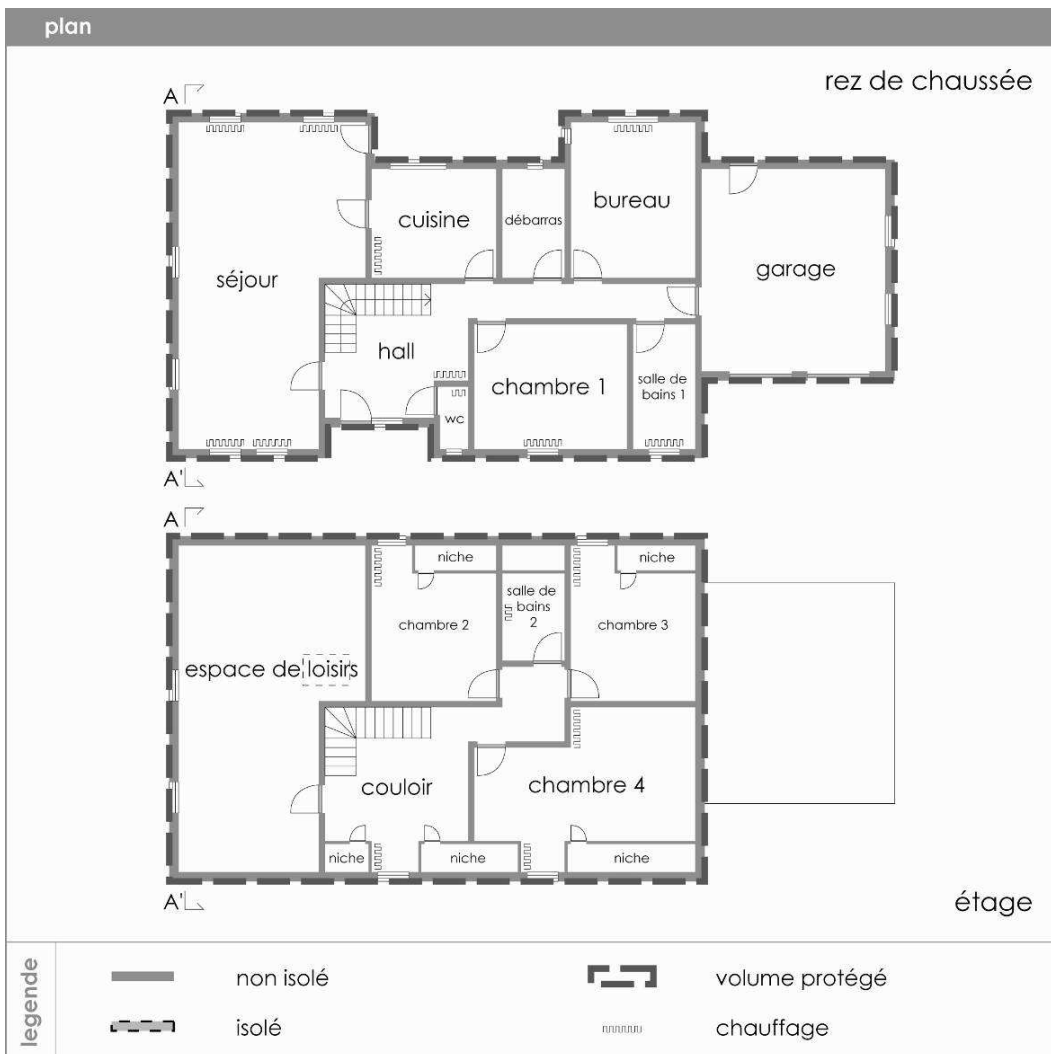 plan
rez de chaussée
A
séjour
cuisine
débarras
bureau
garage
hall
wc
chambre 1
salle de
bains 1
A'
A
niche
niche
chambre 2
salle de
bains
2
chambre 3
espace de loisirs
couloir
chambre 4
niche
niche
niche
A'
étage
legende
non isolé
volume protégé
isolé
chauffage